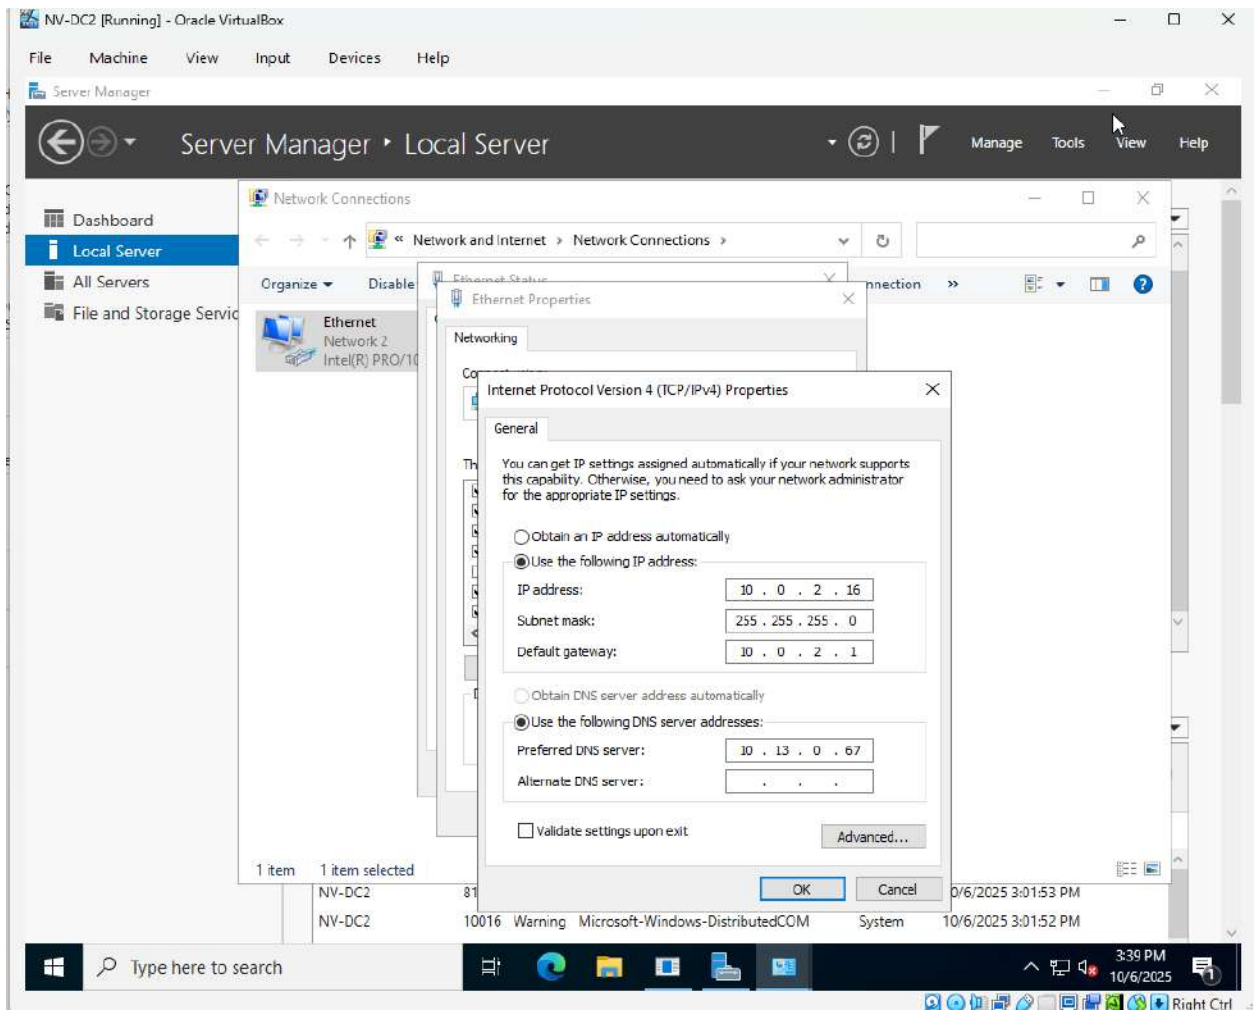 NV-DC2 [Running] - Oracle VirtualBox
File Machine View Input Devices Help
Server Manager
Server Manager Local Server
Manage Tools View Help
Dashboard
Local Server
All Servers
File and Storage Servic
Network Connections
« Network and Internet > Network Connections >
Organize Disable
nnection »
Ethernet
Network 2
Intel(R) PRO/10
Ethernet Status
Ethernet Properties
Networking
Internet Protocol Version 4 (TCP/IPv4) Properties
General
You can get IP settings assigned automatically if your network supports
this capability. Otherwise, you need to ask your network administrator
for the appropriate IP settings.
Obtain an IP address automatically
Use the following IP address:
IP address: 10 . 0 . 2 . 16
Subnet mask: 255 . 255 . 255 . 0
Default gateway: 10 . 0 . 2 . 1
Obtain DNS server address automatically
Use the following DNS server addresses:
Preferred DNS server: 10 . 13 . 0 . 67
Alternate DNS server: . . .
Validate settings upon exit
Advanced...
OK Cancel
1 item 1 item selected
NV-DC2 81 0/6/2025 3:01:53 PM
NV-DC2 10016 Warning Microsoft-Windows-DistributedCOM System 10/6/2025 3:01:52 PM
Type here to search
3:39 PM
10/6/2025
1
Right Ctrl